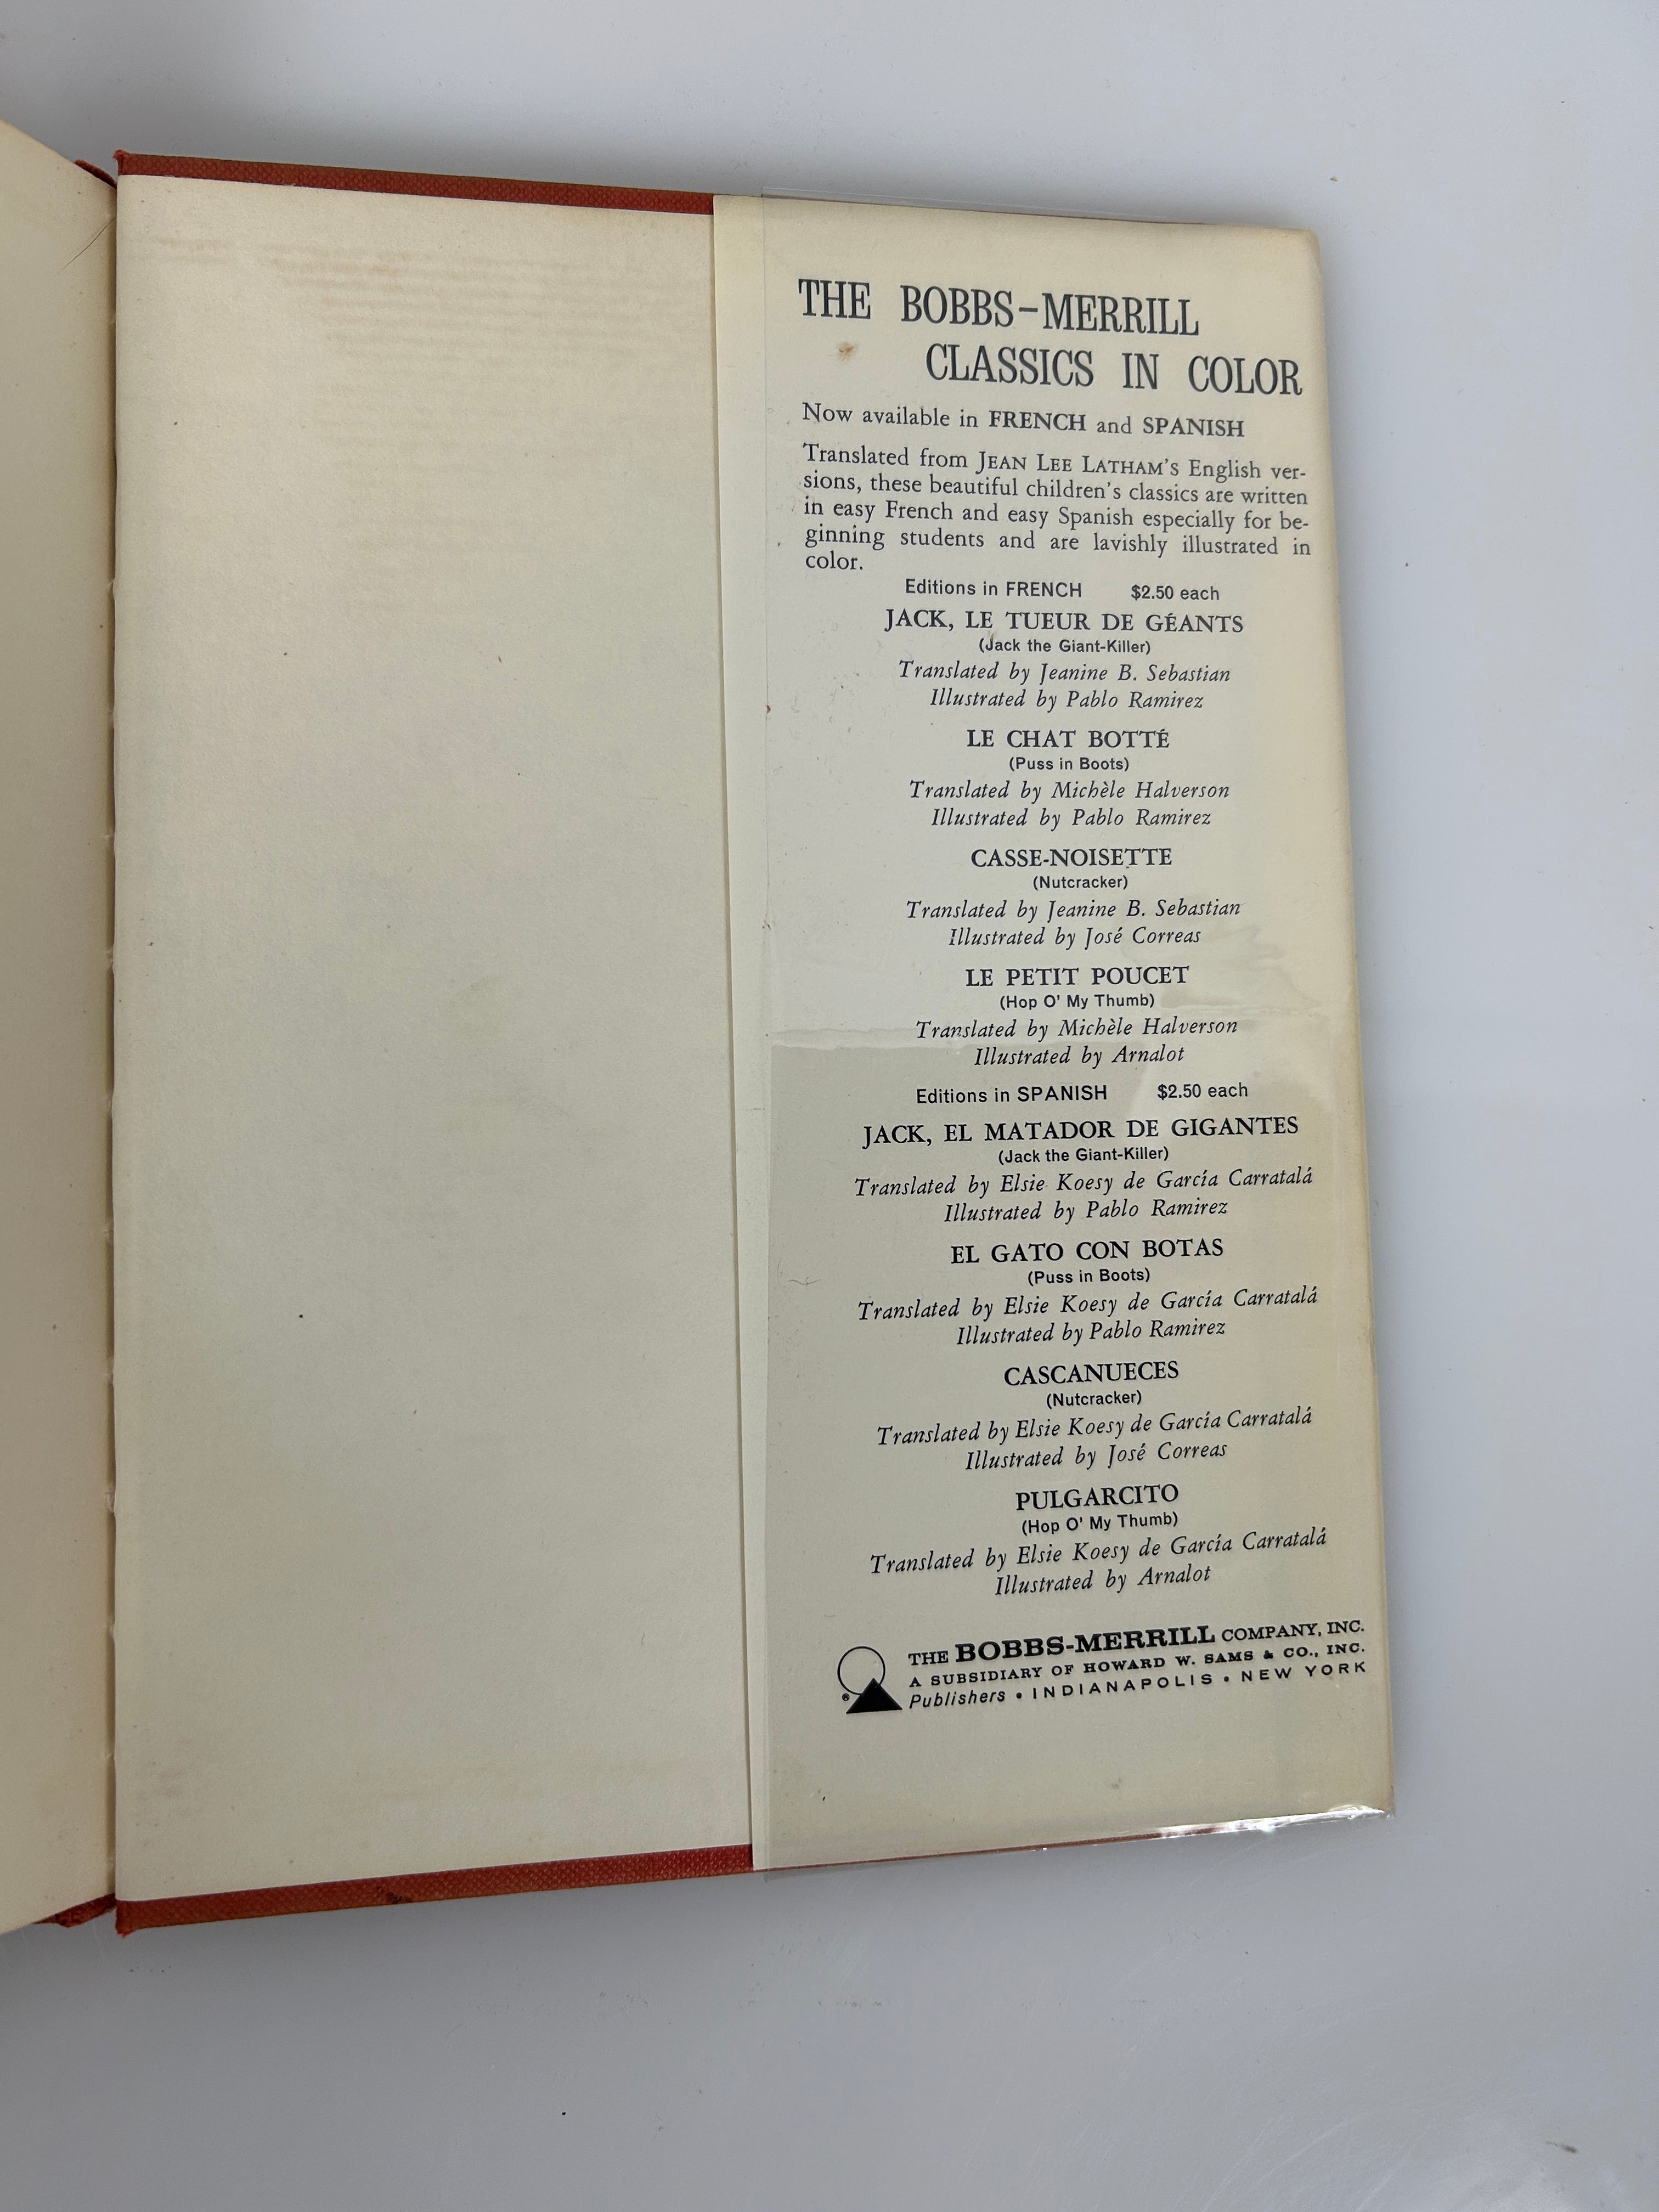 THE BOBBS-MERRILL
CLASSICS IN COLOR
Now available in FRENCH and SPANISH
Translated from JEAN LEE LATHAM'S English ver-
sions, these beautiful children's classics are written
in easy French and easy Spanish especially for be-
ginning students and are lavishly illustrated in
color.
Editions in FRENCH $2.50 each
JACK, LE TUEUR DE GÉANTS
(Jack the Giant-Killer)
Translated by Jeanine B. Sebastian
Illustrated by Pablo Ramirez
LE CHAT BOTTÉ
(Puss in Boots)
Translated by Michèle Halverson
Illustrated by Pablo Ramirez
CASSE-NOISETTE
(Nutcracker)
Translated by Jeanine B. Sebastian
Illustrated by José Correas
LE PETIT POUCET
(Hop O' My Thumb)
Translated by Michèle Halverson
Illustrated by Arnalot
Editions in SPANISH $2.50 each
JACK, EL MATADOR DE GIGANTES
(Jack the Giant-Killer)
Translated by Elsie Koesy de García Carratalá
Illustrated by Pablo Ramirez
EL GATO CON BOTAS
(Puss in Boots)
Translated by Elsie Koesy de García Carratalá
Illustrated by Pablo Ramirez
CASCANUECES
(Nutcracker)
Translated by Elsie Koesy de García Carratalá
Illustrated by José Correas
PULGARCITO
(Hop O' My Thumb)
Translated by Elsie Koesy de García Carratalá
Illustrated by Arnalot
THE BOBBS-MERRILL COMPANY, INC.
A SUBSIDIARY OF HOWARD W. SAMS & CO., INC.
® Publishers • INDIANAPOLIS • NEW YORK